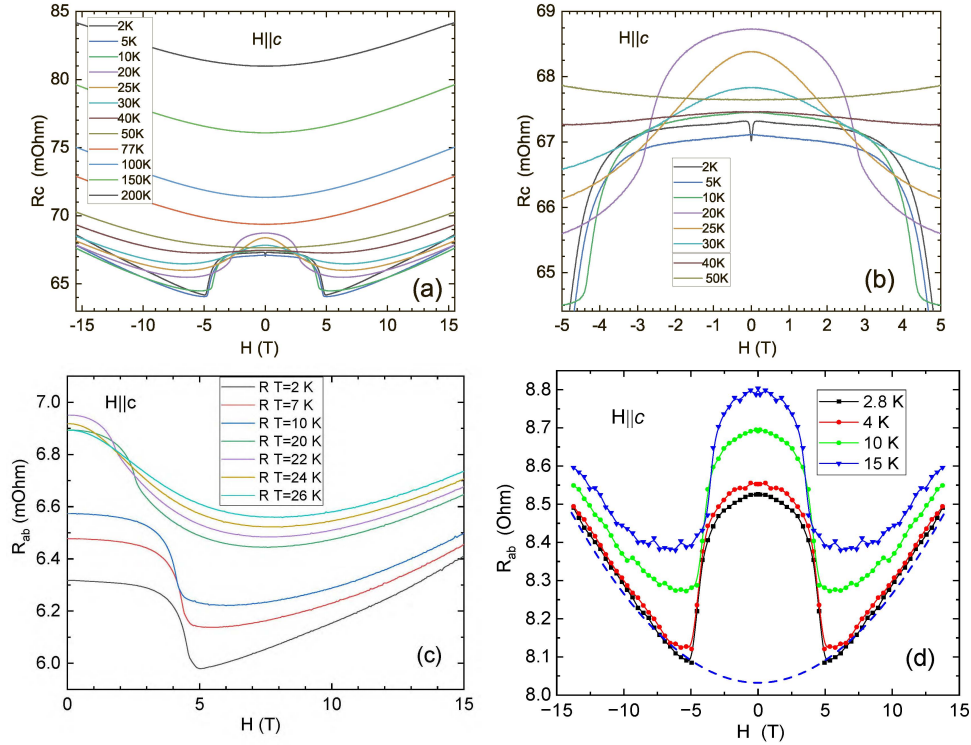 85
80
75
70
65
Rc (mOhm)
H||c
2K
5K
10K
20K
25K
30K
40K
50K
77K
100K
150K
200K
(a)
-15 -10 -5 0 5 10 15
H (T)
69
68
67
66
65
Rc (mOhm)
H||c
2K
5K
10K
20K
25K
30K
40K
50K
(b)
-5 -4 -3 -2 -1 0 1 2 3 4 5
H (T)
7.0
6.8
6.6
6.4
6.2
6.0
Rab (mOhm)
H||c
R T=2 K
R T=7 K
R T=10 K
R T=20 K
R T=22 K
R T=24 K
R T=26 K
(c)
0 5 10 15
H (T)
8.8
8.7
8.6
8.5
8.4
8.3
8.2
8.1
8.0
Rab (Ohm)
H||c
2.8 K
4 K
10 K
15 K
(d)
−15 −10 −5 0 5 10 15
H (T)